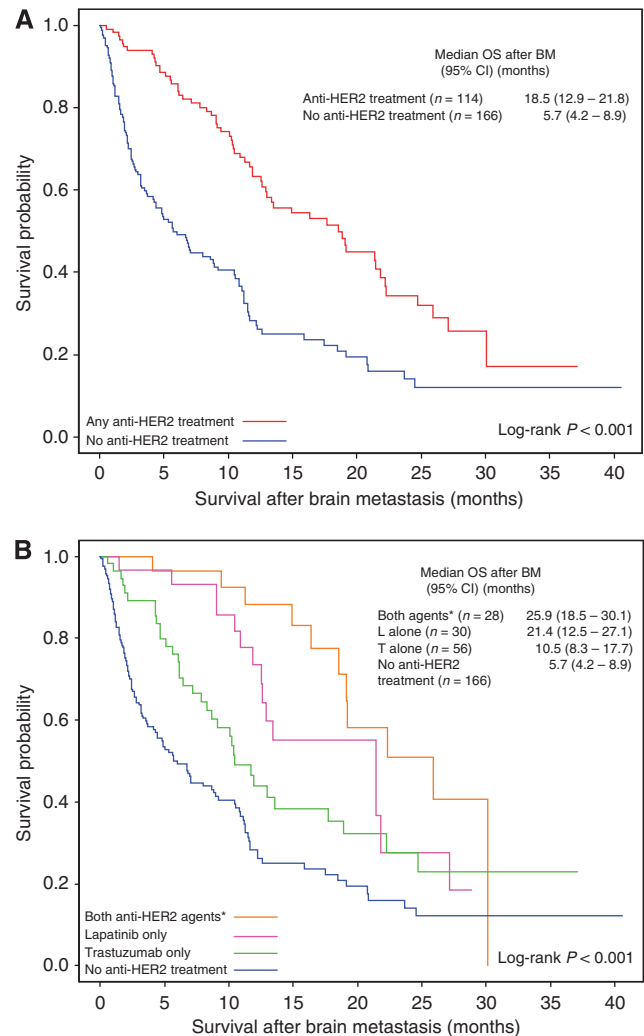 A
Median OS after BM
(95% CI) (months)
Anti-HER2 treatment (n = 114) 18.5 (12.9 – 21.8)
No anti-HER2 treatment (n = 166) 5.7 (4.2 – 8.9)
1.0
0.8
0.6
0.4
0.2
0.0
Survival probability
Any anti-HER2 treatment
No anti-HER2 treatment
Log-rank P < 0.001
0 5 10 15 20 25 30 35 40
Survival after brain metastasis (months)
B
Median OS after BM
(95% CI) (months)
Both agents* (n = 28) 25.9 (18.5 – 30.1)
L alone (n = 30) 21.4 (12.5 – 27.1)
T alone (n = 56) 10.5 (8.3 – 17.7)
No anti-HER2 5.7 (4.2 – 8.9)
treatment (n = 166)
1.0
0.8
0.6
0.4
0.2
0.0
Survival probability
Both anti-HER2 agents*
Lapatinib only
Trastuzumab only
No anti-HER2 treatment
Log-rank P < 0.001
0 5 10 15 20 25 30 35 40
Survival after brain metastasis (months)